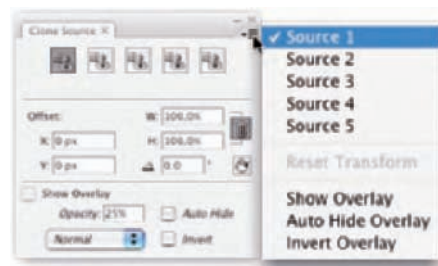 Clone Source ×
Offset:
W: 100.0%
X: 0 px
H: 100.0%
Y: 0 px
0.0 °
Show Overlay
Opacity: 25%
Auto Hide
Normal
Invert
✓ Source 1
Source 2
Source 3
Source 4
Source 5
Reset Transform
Show Overlay
Auto Hide Overlay
Invert Overlay